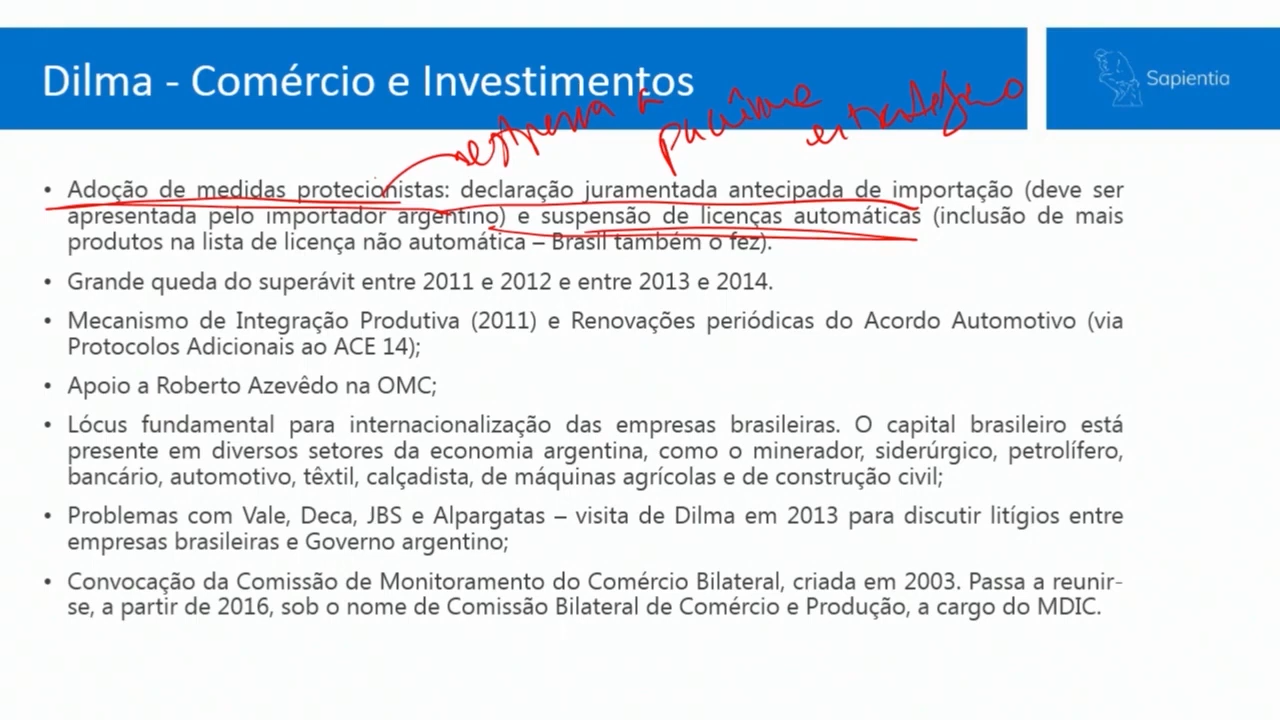 Dilma - Comércio e Investimentos
Sapientia
paciência estratégica
• Adoção de medidas protecionistas: declaração juramentada antecipada de importação (deve ser
apresentada pelo importador argentino) e suspensão de licenças automáticas (inclusão de mais
produtos na lista de licença não automática – Brasil também o fez).
• Grande queda do superávit entre 2011 e 2012 e entre 2013 e 2014.
• Mecanismo de Integração Produtiva (2011) e Renovações periódicas do Acordo Automotivo (via
Protocolos Adicionais ao ACE 14);
• Apoio a Roberto Azevêdo na OMC;
• Lócus fundamental para internacionalização das empresas brasileiras. O capital brasileiro está
presente em diversos setores da economia argentina, como o minerador, siderúrgico, petrolífero,
bancário, automotivo, têxtil, calçadista, de máquinas agrícolas e de construção civil;
• Problemas com Vale, Deca, JBS e Alpargatas – visita de Dilma em 2013 para discutir litígios entre
empresas brasileiras e Governo argentino;
• Convocação da Comissão de Monitoramento do Comércio Bilateral, criada em 2003. Passa a reunir-
se, a partir de 2016, sob o nome de Comissão Bilateral de Comércio e Produção, a cargo do MDIC.